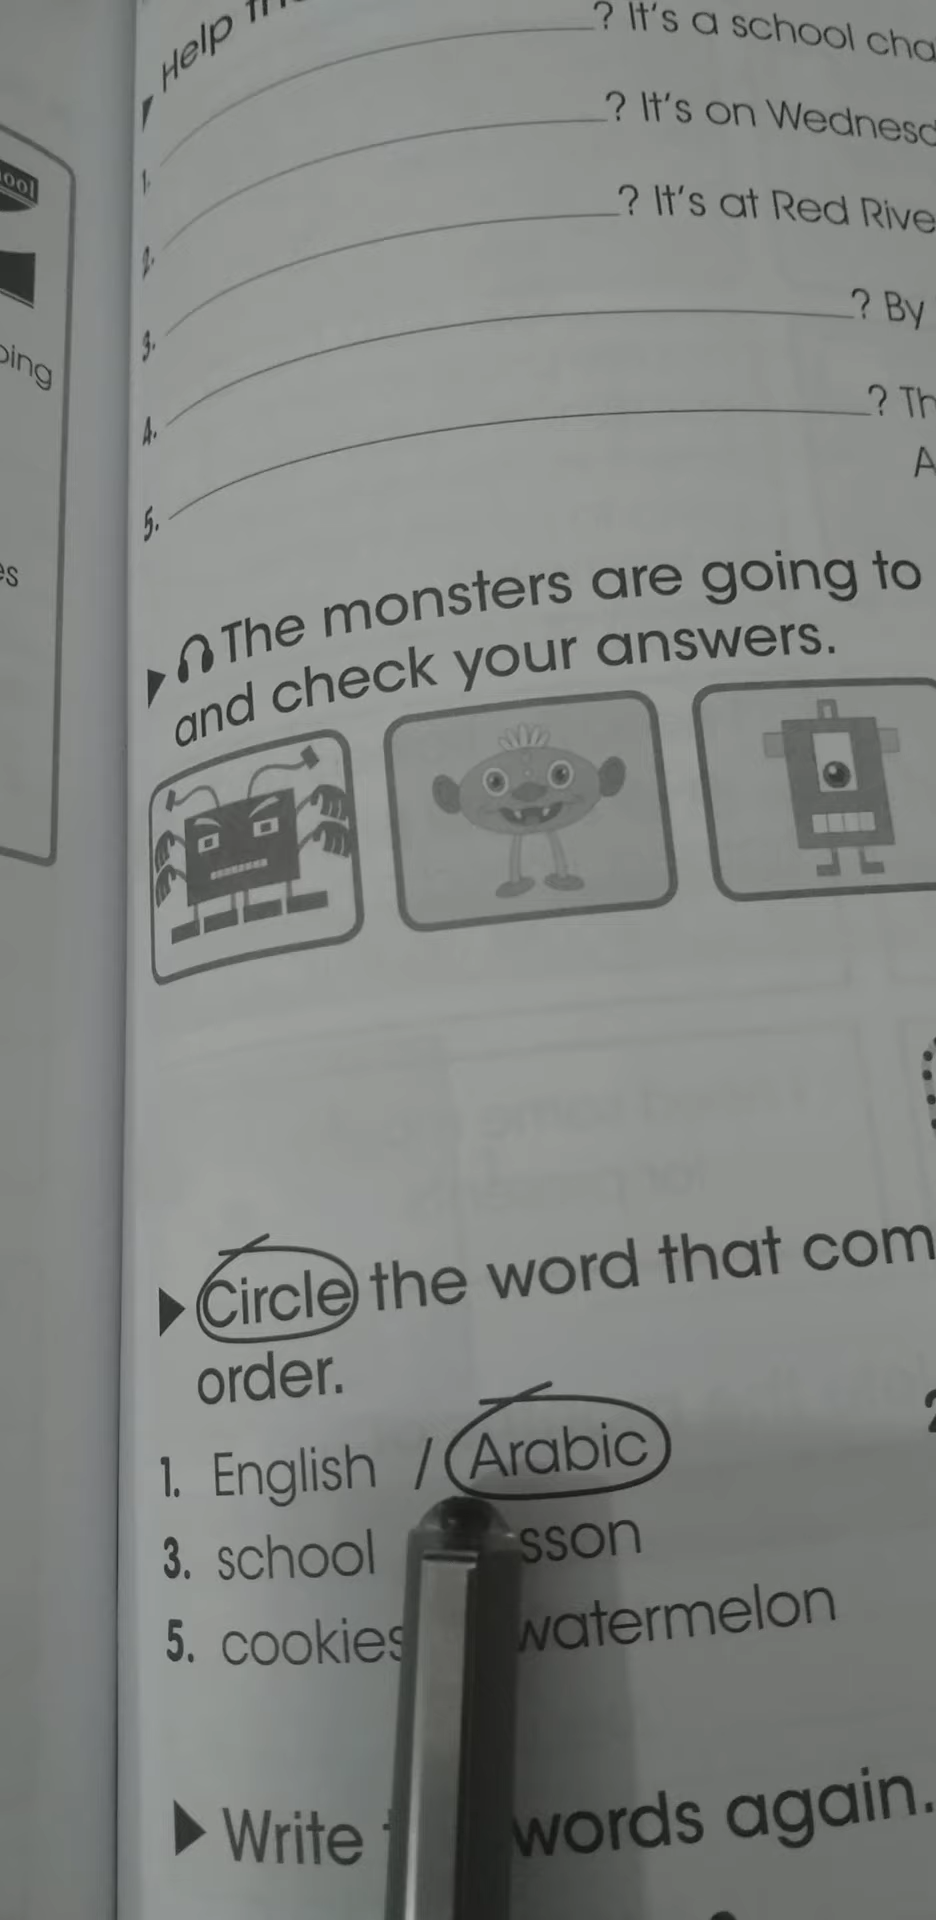 ool
ping
es
Help
? It's a school cha
1.
? It's on Wednesd
2.
? It's at Red Rive
3.
? By
4.
? Th
A
5.
The monsters are going to
and check your answers.
Circle the word that com
order.
1. English / Arabic
2
3. school sson
5. cookies watermelon
Write words again.